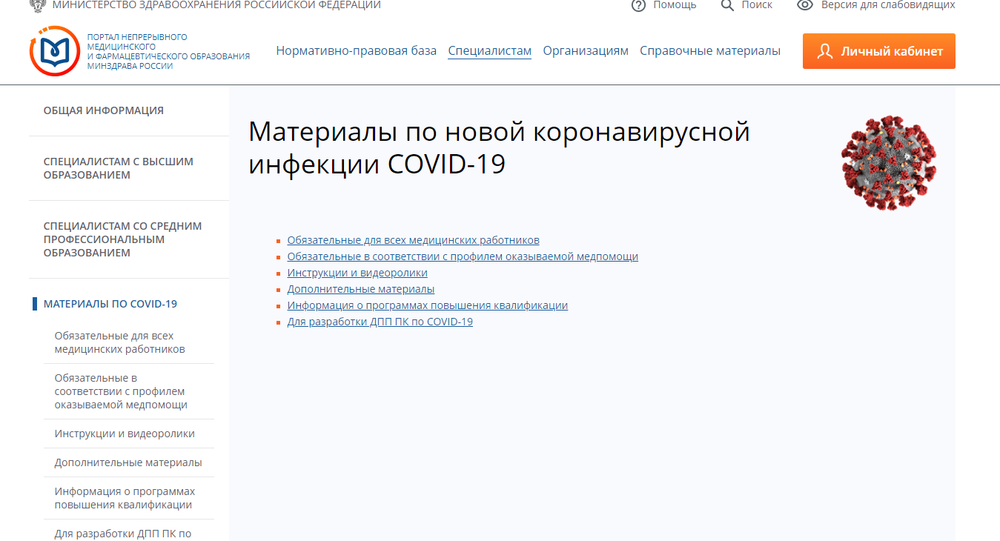 МИНИСТЕРСТВО ЗДРАВООХРАНЕНИЯ РОССИЙСКОЙ ФЕДЕРАЦИИ
Помощь
Поиск
Версия для слабовидящих
ПОРТАЛ НЕПРЕРЫВНОГО
МЕДИЦИНСКОГО
И ФАРМАЦЕВТИЧЕСКОГО ОБРАЗОВАНИЯ
МИНЗДРАВА РОССИИ
Нормативно-правовая база
Специалистам
Организациям
Справочные материалы
Личный кабинет
ОБЩАЯ ИНФОРМАЦИЯ
СПЕЦИАЛИСТАМ С ВЫСШИМ
ОБРАЗОВАНИЕМ
СПЕЦИАЛИСТАМ СО СРЕДНИМ
ПРОФЕССИОНАЛЬНЫМ
ОБРАЗОВАНИЕМ
МАТЕРИАЛЫ ПО COVID-19
Обязательные для всех
медицинских работников
Обязательные в
соответствии с профилем
оказываемой медпомощи
Инструкции и видеоролики
Дополнительные материалы
Информация о программах
повышения квалификации
Для разработки ДПП ПК по
Материалы по новой коронавирусной
инфекции COVID-19
Обязательные для всех медицинских работников
Обязательные в соответствии с профилем оказываемой медпомощи
Инструкции и видеоролики
Дополнительные материалы
Информация о программах повышения квалификации
Для разработки ДПП ПК по COVID-19